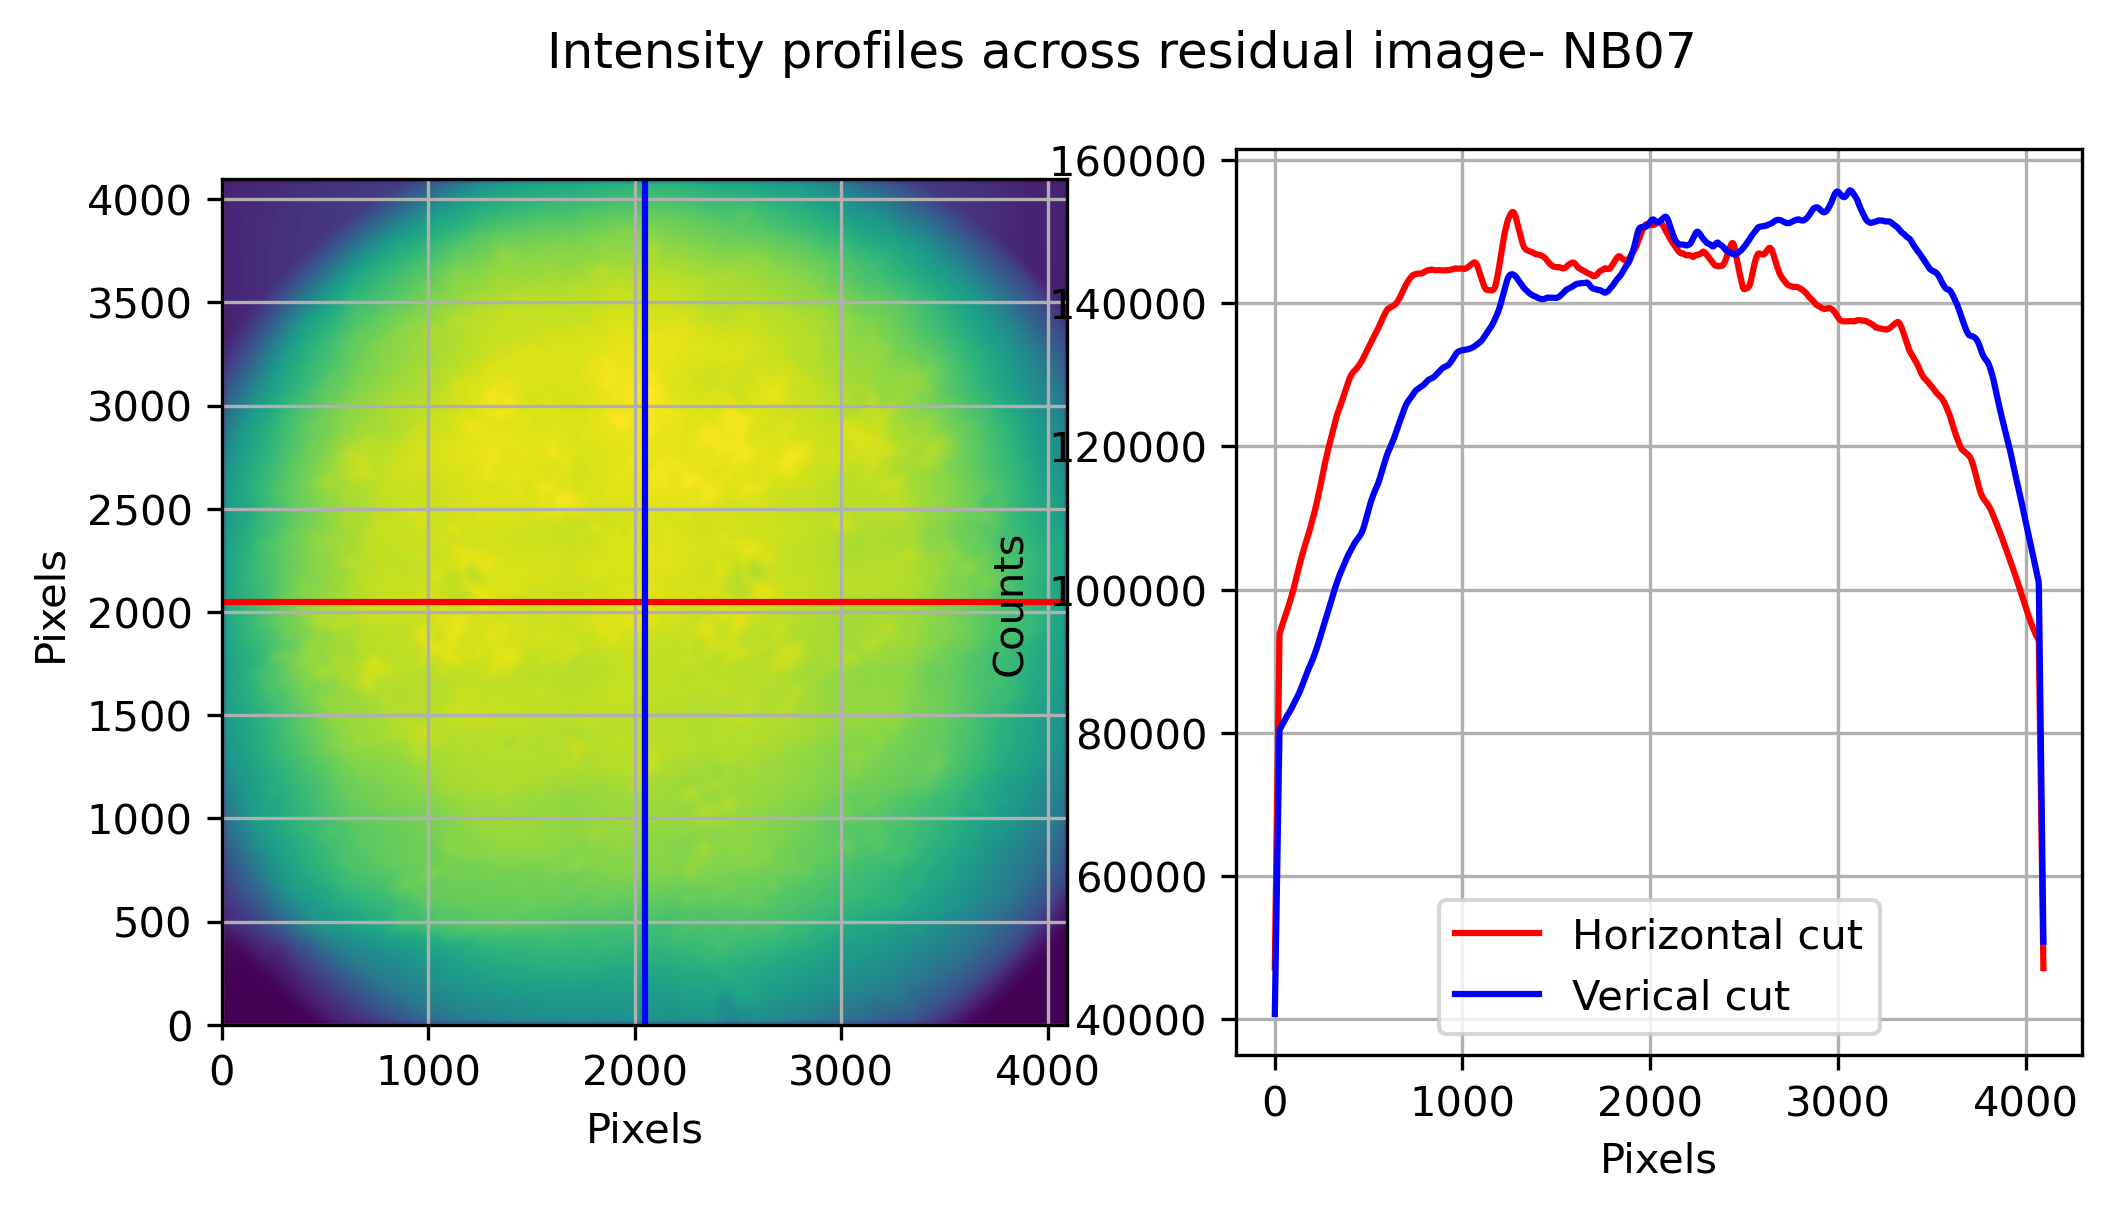 Intensity profiles across residual image- NB07
4000
3500
3000
2500
2000
1500
1000
500
0
Pixels
0 1000 2000 3000 4000
Pixels
160000
140000
120000
100000
80000
60000
40000
Counts
Horizontal cut
Verical cut
0 1000 2000 3000 4000
Pixels